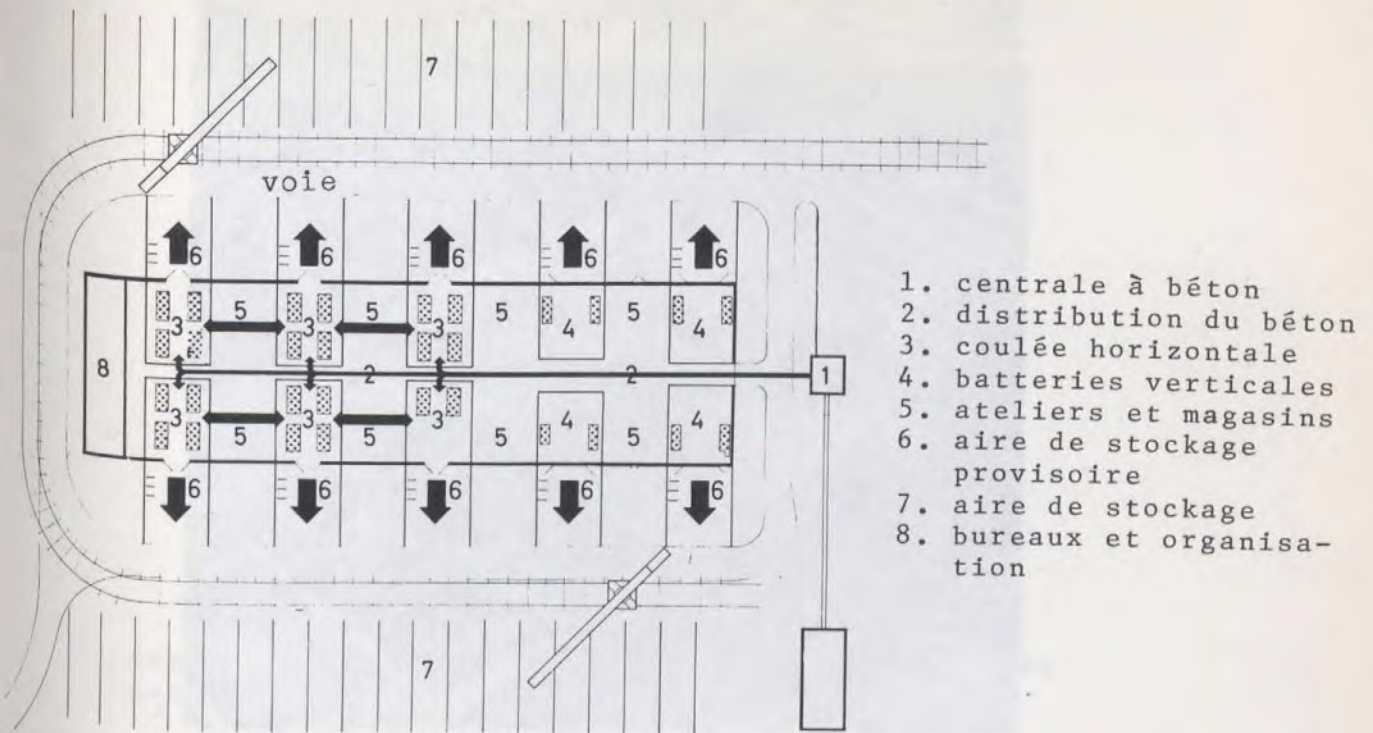 7
voie
6 6 6 6 6
5 5 5 5
3 3 3 4 4
8 2 2 1
3 3 3 4 4
5 5 5 5
6 6 6 6 6
7
1. centrale à béton
2. distribution du béton
3. coulée horizontale
4. batteries verticales
5. ateliers et magasins
6. aire de stockage
provisoire
7. aire de stockage
8. bureaux et organisa-
tion